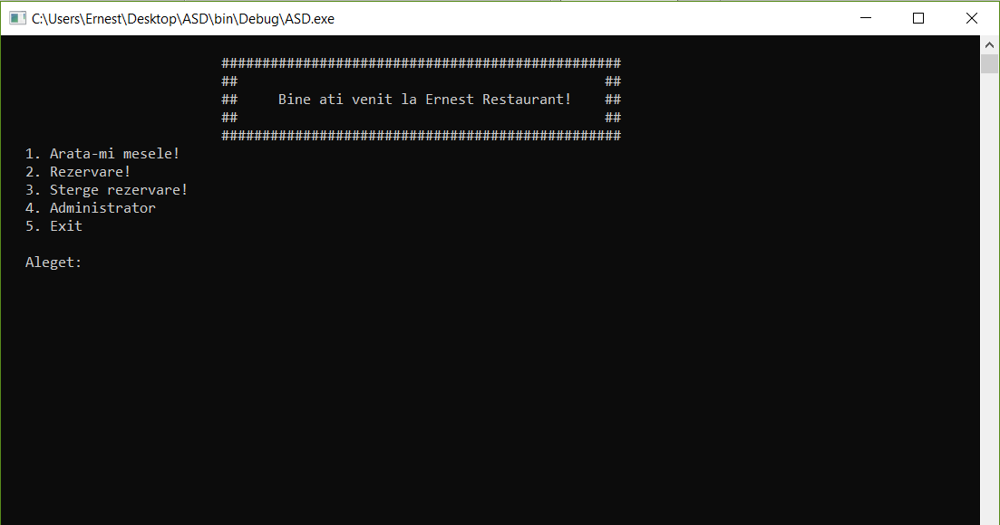 C:\Users\Ernest\Desktop\ASD\bin\Debug\ASD.exe
#################################################
## ##
## Bine ati venit la Ernest Restaurant! ##
## ##
#################################################
1. Arata-mi mesele!
2. Rezervare!
3. Sterge rezervare!
4. Administrator
5. Exit
Aleget: